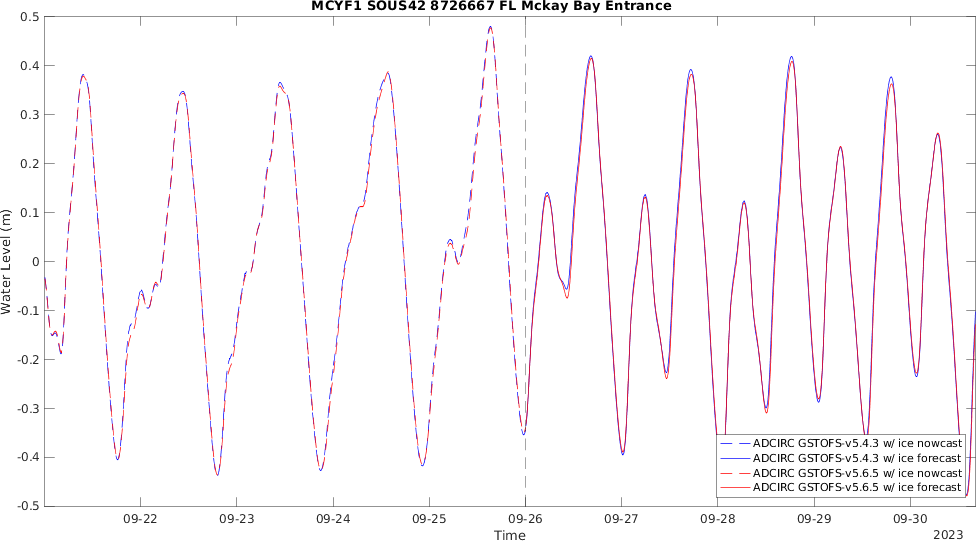 MCYF1 SOUS42 8726667 FL Mckay Bay Entrance
0.5
0.4
0.3
0.2
0.1
0
-0.1
-0.2
-0.3
-0.4
-0.5
Water Level (m)
ADCIRC GSTOFS-v5.4.3 w/ ice nowcast
ADCIRC GSTOFS-v5.4.3 w/ ice forecast
ADCIRC GSTOFS-v5.6.5 w/ ice nowcast
ADCIRC GSTOFS-v5.6.5 w/ ice forecast
09-22 09-23 09-24 09-25 09-26 09-27 09-28 09-29 09-30
Time
2023